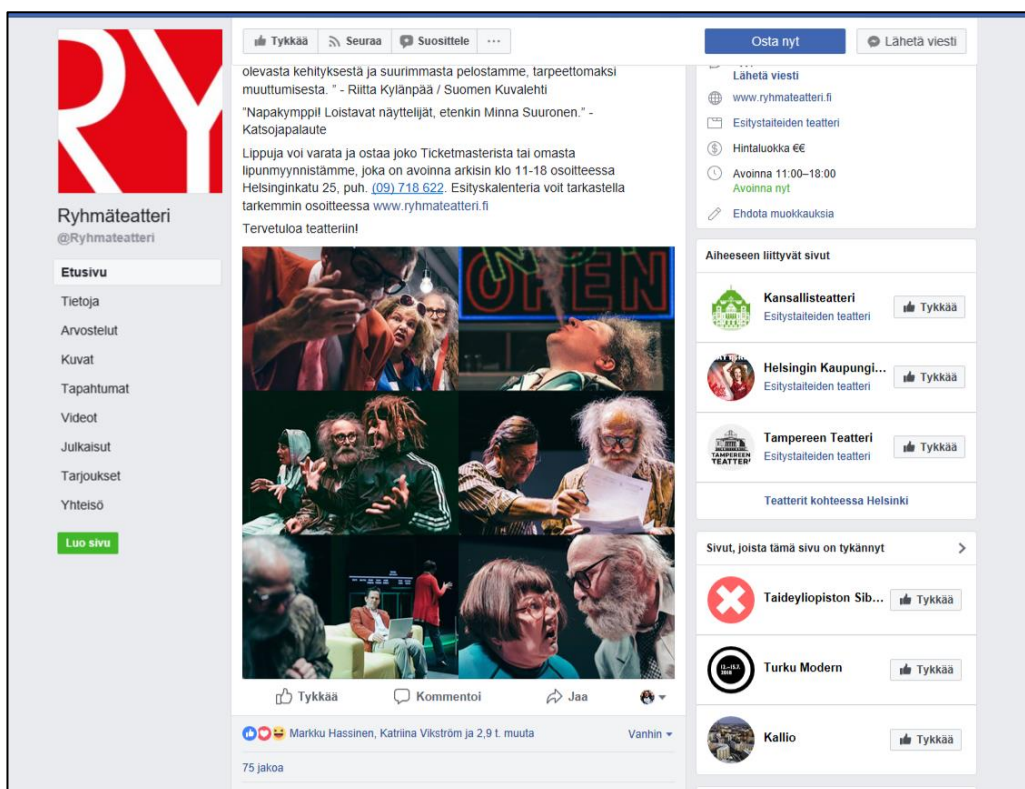 RY
Ryhmäteatteri
@Ryhmateatteri
Etusivu
Tietoja
Arvostelut
Kuvat
Tapahtumat
Videot
Julkaisut
Tarjoukset
Yhteisö
Luo sivu
Tykkää
Seuraa
Suosittele
...
Osta nyt
Lähetä viesti
olevasta kehityksestä ja suurimmasta pelostamme, tarpeettomaksi
muuttumisesta. " - Riitta Kylänpää / Suomen Kuvalehti
"Napakymppi! Loistavat näyttelijät, etenkin Minna Suuronen." -
Katsojapalaute
Lippuja voi varata ja ostaa joko Ticketmasterista tai omasta
lipunmyynnistämme, joka on avoinna arkisin klo 11-18 osoitteessa
Helsinginkatu 25, puh. (09) 718 622. Esityskalenteria voit tarkastella
tarkemmin osoitteessa www.ryhmateatteri.fi
Tervetuloa teatteriin!
OPEN
Tykkää
Kommentoi
Jaa
Markku Hassinen, Katriina Vikström ja 2,9 t. muuta
Vanhin
75 jakoa
Lähetä viesti
www.ryhmateatteri.fi
Esitystaiteiden teatteri
Hintaluokka €€
Avoinna 11:00–18:00
Avoinna nyt
Ehdota muokkauksia
Aiheeseen liittyvät sivut
Kansallisteatteri
Esitystaiteiden teatteri
Tykkää
Helsingin Kaupungi...
Esitystaiteiden teatteri
Tykkää
TAMPEREEN
TEATTERI
Tampereen Teatteri
Esitystaiteiden teatteri
Tykkää
Teatterit kohteessa Helsinki
Sivut, joista tämä sivu on tykännyt
Taideyliopiston Sib...
Tykkää
Turku Modern
Tykkää
Kallio
Tykkää